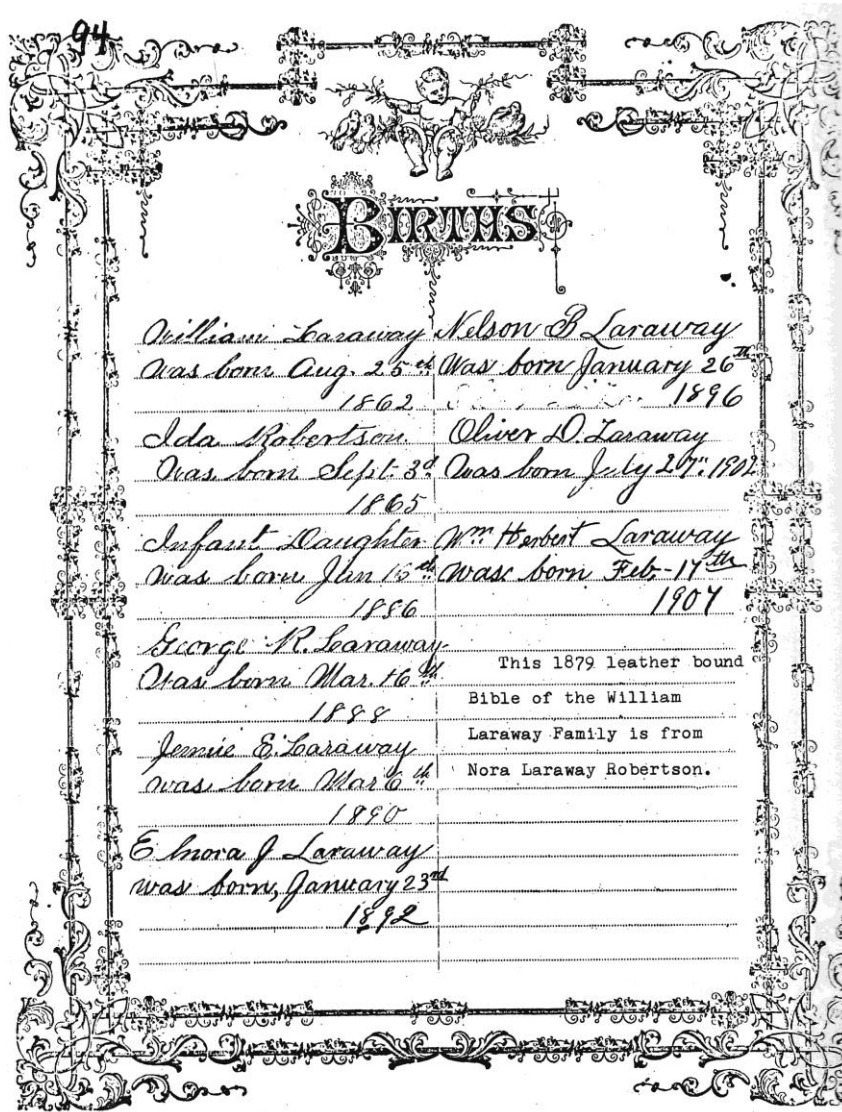 94
BIRTHS
William Laraway
Was born Aug. 25th
1862
Ida Robertson
Was born Sept. 3d
1865
Infant Daughter
was born Jan
1886
George R. Laraway
Was born Mar. 16th
1888
Jennie E. Laraway
was born Mar 6th
1890
Elnora J Laraway
was born, January 23rd
1892
Nelson B Laraway
Was born January 26th
1896
Oliver D. Laraway
Was born July 27th 1902
Wm Herbert Laraway
was born Feb- 17th
1907
This 1879 leather bound
Bible of the William
Laraway Family is from
Nora Laraway Robertson.